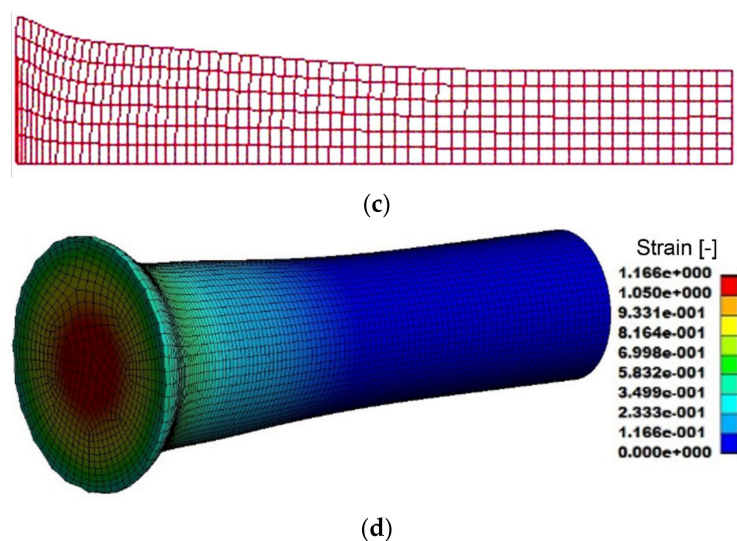 (c)
Strain [-]
1.166e+000
1.050e+000
9.331e-001
8.164e-001
6.998e-001
5.832e-001
3.499e-001
2.333e-001
1.166e-001
0.000e+000
(d)